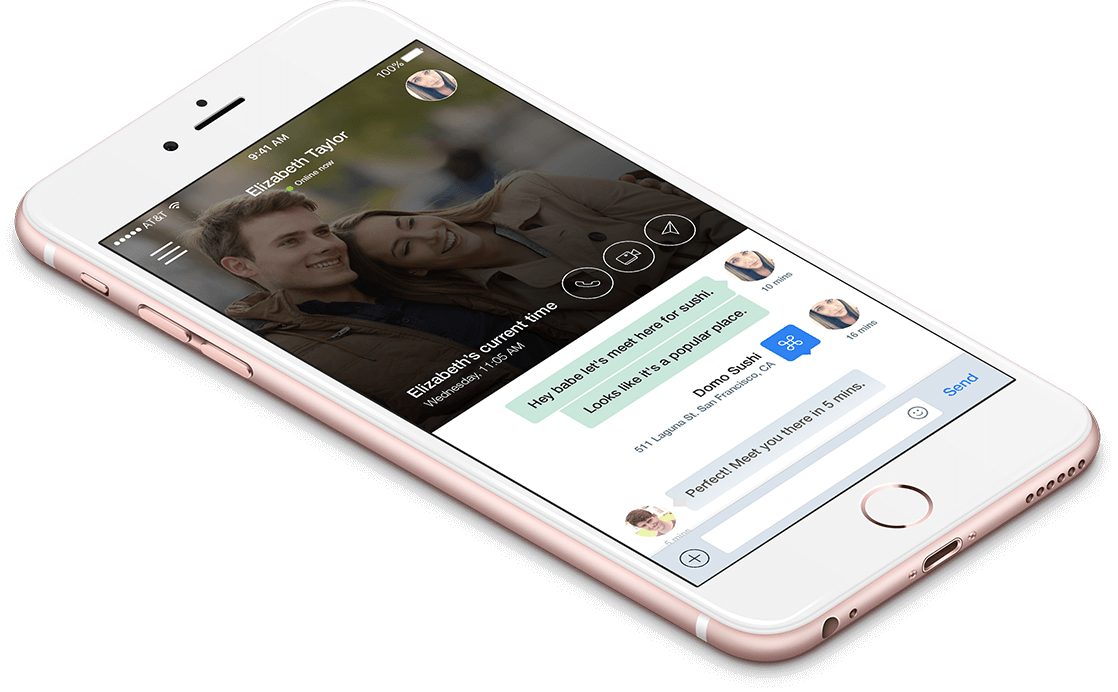 AT&T
9:41 AM
100%
Elizabeth Taylor
Online now
Elizabeth's current time
Wednesday, 11:05 AM
Hey babe let's meet here for sushi.
Looks like it's a popular place.
10 mins
Domo Sushi
511 Laguna St. San Francisco, CA
16 mins
Perfect! Meet you there in 5 mins.
5 mins
Send